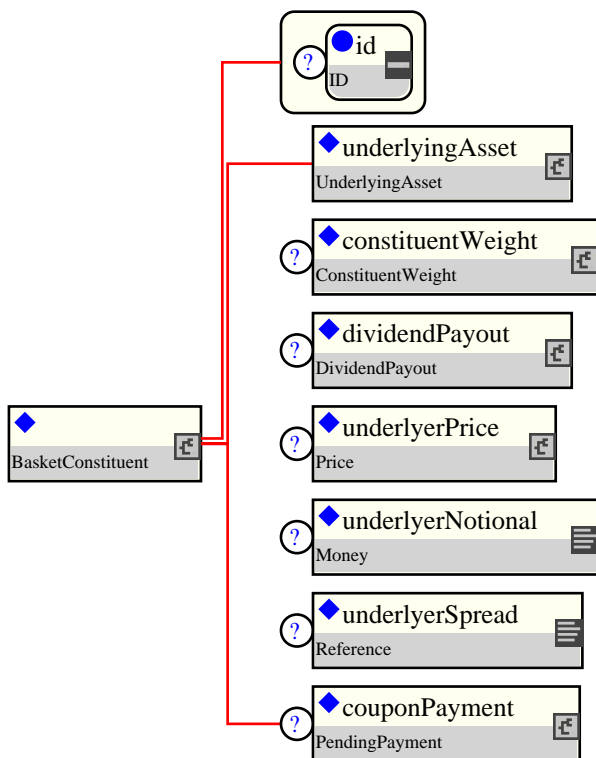 ?
id
ID
underlyingAsset
UnderlyingAsset
?
constituentWeight
ConstituentWeight
?
dividendPayout
DividendPayout
BasketConstituent
?
underlyerPrice
Price
?
underlyerNotional
Money
?
underlyerSpread
Reference
?
couponPayment
PendingPayment